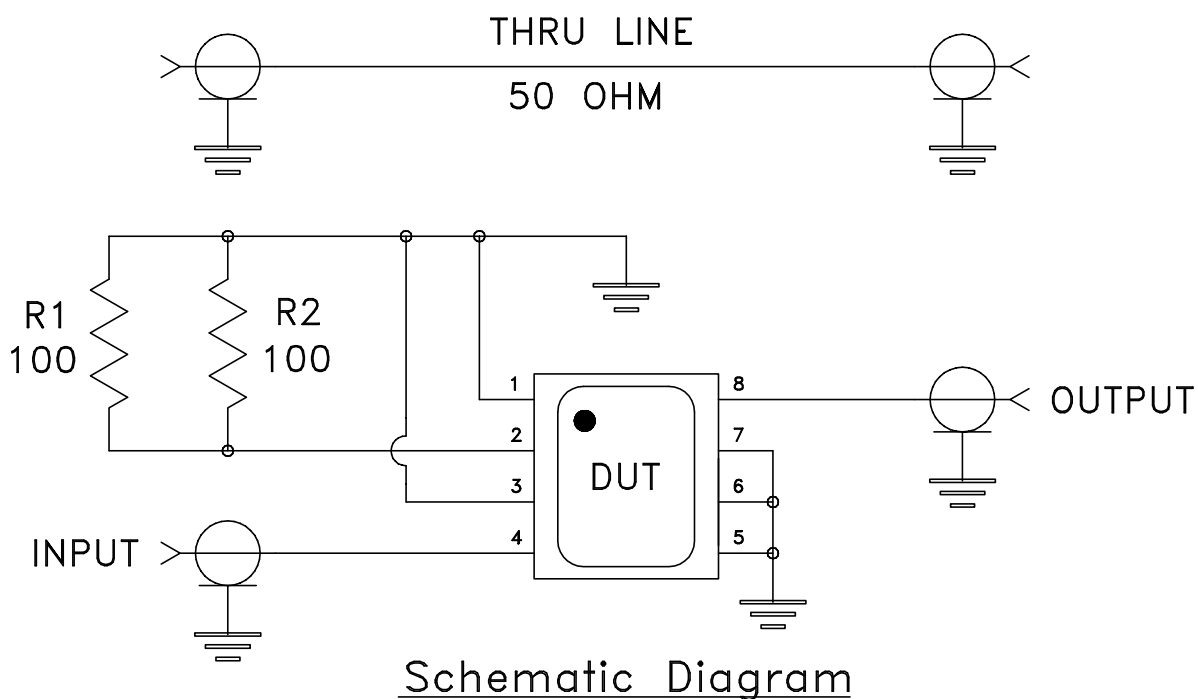 THRU LINE
50 OHM
R1
100
R2
100
1
8
OUTPUT
2
7
DUT
3
6
INPUT
4
5
Schematic Diagram